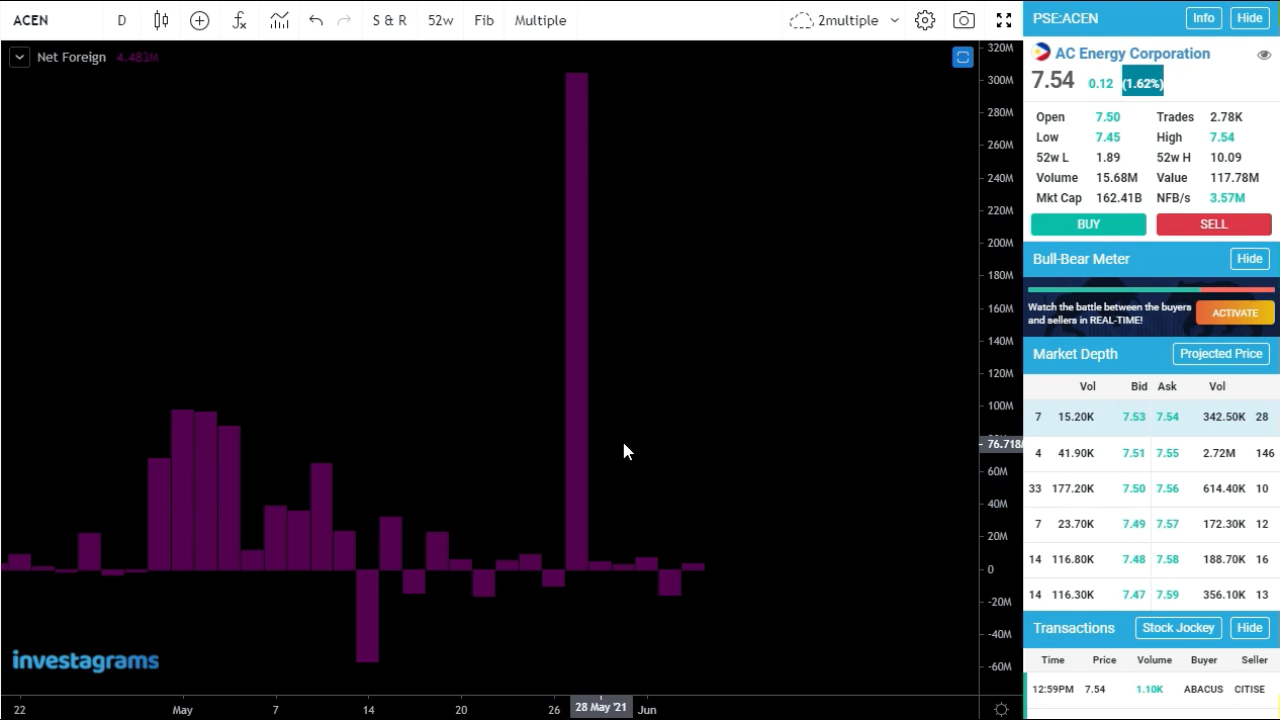 ACEN D S & R 52w Fib Multiple 2multiple
Net Foreign 4.483M
320M
300M
280M
260M
240M
220M
200M
180M
160M
140M
120M
100M
76.718
60M
40M
20M
0
-20M
-40M
-60M
investagrams
22 May 7 14 20 26 28 May '21 Jun
PSE:ACEN Info Hide
AC Energy Corporation
7.54 0.12 (1.62%)
Open 7.50 Trades 2.78K
Low 7.45 High 7.54
52w L 1.89 52w H 10.09
Volume 15.68M Value 117.78M
Mkt Cap 162.41B NFB/s 3.57M
BUY SELL
Bull-Bear Meter Hide
Watch the battle between the buyers
and sellers in REAL-TIME!
ACTIVATE
Market Depth Projected Price
Vol Bid Ask Vol
7 15.20K 7.53 7.54 342.50K 28
4 41.90K 7.51 7.55 2.72M 146
33 177.20K 7.50 7.56 614.40K 10
7 23.70K 7.49 7.57 172.30K 12
14 116.80K 7.48 7.58 188.70K 16
14 116.30K 7.47 7.59 356.10K 13
Transactions Stock Jockey Hide
Time Price Volume Buyer Seller
12:59PM 7.54 1.10K ABACUS CITISE